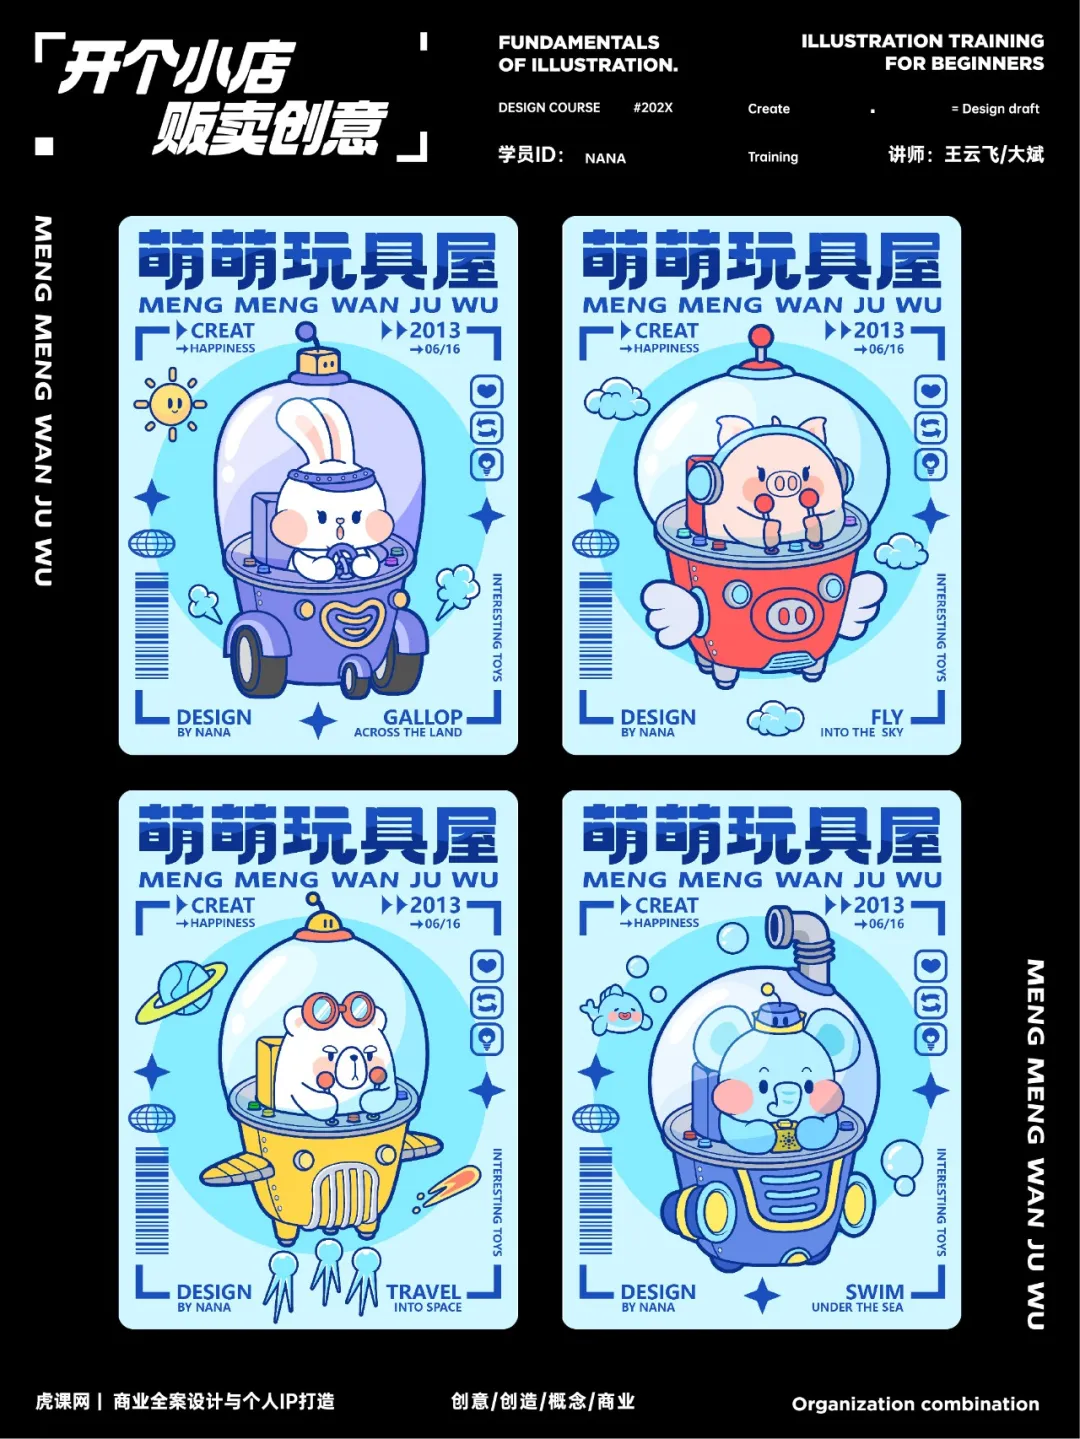 开个小店
贩卖创意
FUNDAMENTALS
OF ILLUSTRATION.
ILLUSTRATION TRAINING
FOR BEGINNERS
DESIGN COURSE #202X
Create . = Design draft
学员ID： NANA
Training
讲师：王云飞/大斌
MENG MENG WAN JU WU
萌萌玩具屋
MENG MENG WAN JU WU
CREAT
HAPPINESS
2013
06/16
INTERESTING TOYS
DESIGN
BY NANA
GALLOP
ACROSS THE LAND
萌萌玩具屋
MENG MENG WAN JU WU
CREAT
HAPPINESS
2013
06/16
INTERESTING TOYS
DESIGN
BY NANA
FLY
INTO THE SKY
萌萌玩具屋
MENG MENG WAN JU WU
CREAT
HAPPINESS
2013
06/16
INTERESTING TOYS
DESIGN
BY NANA
TRAVEL
INTO SPACE
萌萌玩具屋
MENG MENG WAN JU WU
CREAT
HAPPINESS
2013
06/16
INTERESTING TOYS
DESIGN
BY NANA
SWIM
UNDER THE SEA
MENG MENG WAN JU WU
虎课网| 商业全案设计与个人IP打造
创意/创造/概念/商业
Organization combination